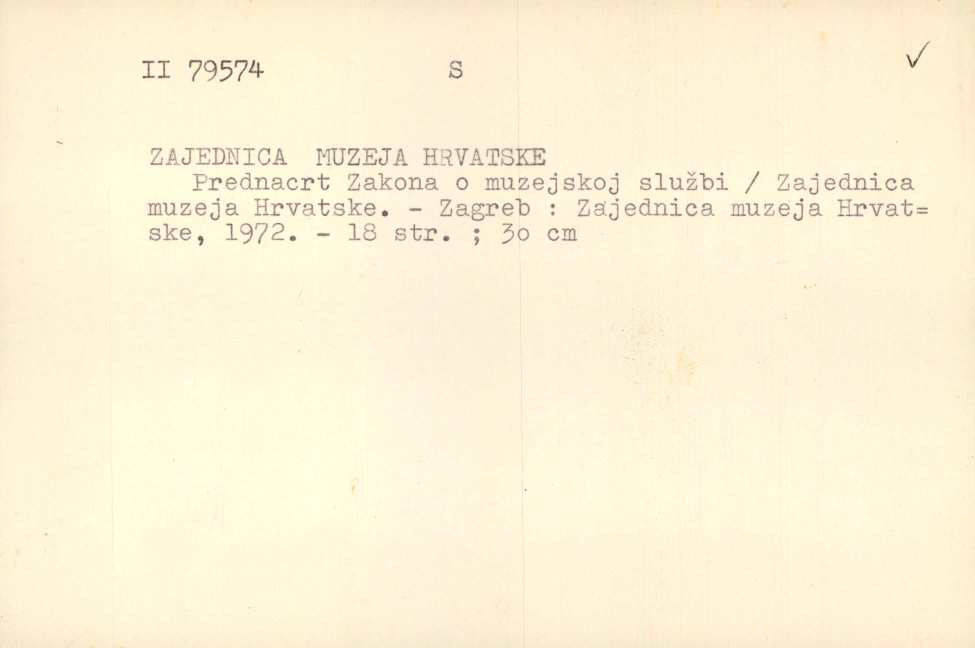 II 79574 S ✓
ZAJEDNICA MUZEJA HRVATSKE
Prednacrt Zakona o muzejskoj službi / Zajednica
muzeja Hrvatske. - Zagreb : Zajednica muzeja Hrvat=
ske, 1972. - 18 str. ; 30 cm